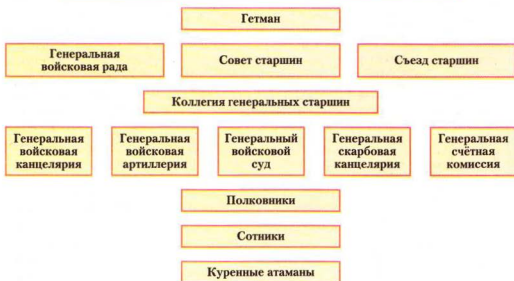 Гетман
Генеральная
войсковая рада
Совет старшин
Съезд старшин
Коллегия генеральных старшин
Генеральная
войсковая
канцелярия
Генеральная
войсковая
артиллерия
Генеральный
войсковой
суд
Генеральная
скарбовая
канцелярия
Генеральная
счётная
комиссия
Полковники
Сотники
Куренные атаманы